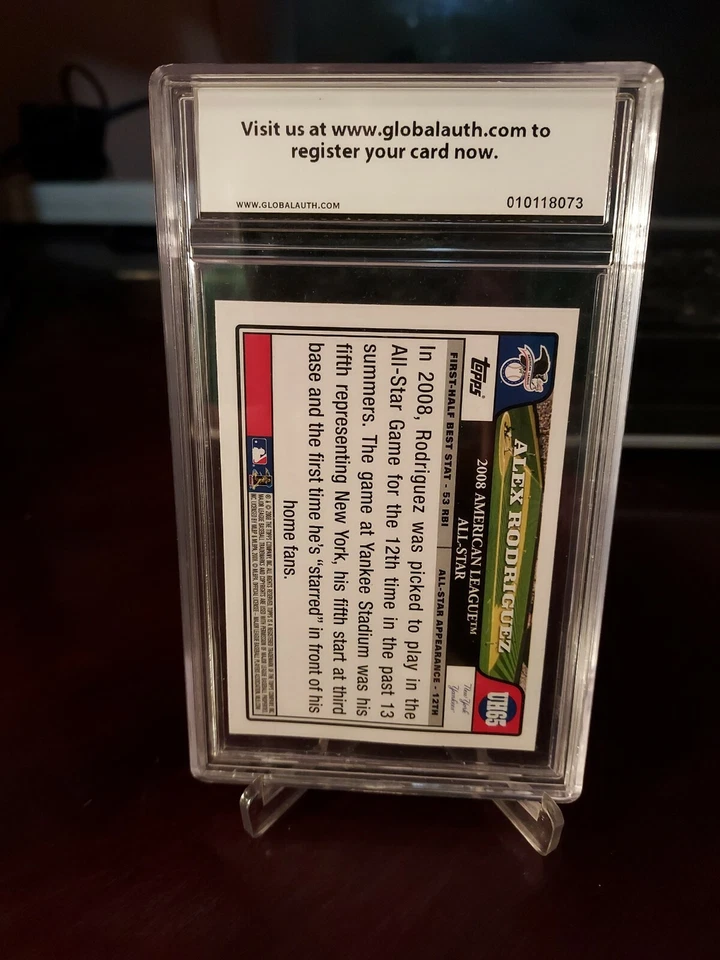 Visit us at www.globalauth.com to
register your card now.
WWW.GLOBALAUTH.COM
010118073
ALEX RODRIGUEZ
UH65
Topps
2008 AMERICAN LEAGUE™
ALL-STAR
New York
Yankees
FIRST-HALF BEST STAT - 53 RBI
ALL-STAR APPEARANCE - 12TH
In 2008, Rodriguez was picked to play in the
All-Star Game for the 12th time in the past 13
summers. The game at Yankee Stadium was his
fifth representing New York, his fifth start at third
base and the first time he's "starred" in front of his
home fans.